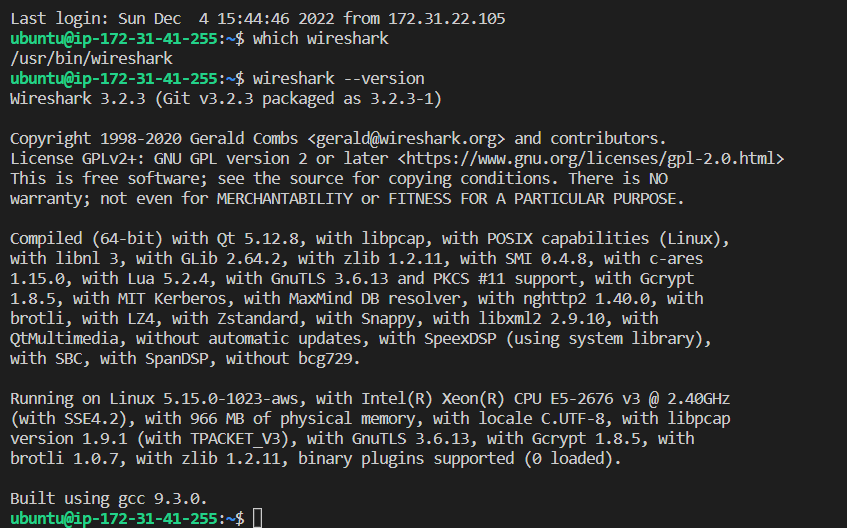 Last login: Sun Dec  4 15:44:46 2022 from 172.31.22.105
ubuntu@ip-172-31-41-255:~$ which wireshark
/usr/bin/wireshark
ubuntu@ip-172-31-41-255:~$ wireshark --version
Wireshark 3.2.3 (Git v3.2.3 packaged as 3.2.3-1)

Copyright 1998-2020 Gerald Combs <gerald@wireshark.org> and contributors.
License GPLv2+: GNU GPL version 2 or later <https://www.gnu.org/licenses/gpl-2.0.html>
This is free software; see the source for copying conditions. There is NO
warranty; not even for MERCHANTABILITY or FITNESS FOR A PARTICULAR PURPOSE.

Compiled (64-bit) with Qt 5.12.8, with libpcap, with POSIX capabilities (Linux),
with libnl 3, with GLib 2.64.2, with zlib 1.2.11, with SMI 0.4.8, with c-ares
1.15.0, with Lua 5.2.4, with GnuTLS 3.6.13 and PKCS #11 support, with Gcrypt
1.8.5, with MIT Kerberos, with MaxMind DB resolver, with nghttp2 1.40.0, with
brotli, with LZ4, with Zstandard, with Snappy, with libxml2 2.9.10, with
QtMultimedia, without automatic updates, with SpeexDSP (using system library),
with SBC, with SpanDSP, without bcg729.

Running on Linux 5.15.0-1023-aws, with Intel(R) Xeon(R) CPU E5-2676 v3 @ 2.40GHz
(with SSE4.2), with 966 MB of physical memory, with locale C.UTF-8, with libpcap
version 1.9.1 (with TPACKET_V3), with GnuTLS 3.6.13, with Gcrypt 1.8.5, with
brotli 1.0.7, with zlib 1.2.11, binary plugins supported (0 loaded).

Built using gcc 9.3.0.
ubuntu@ip-172-31-41-255:~$